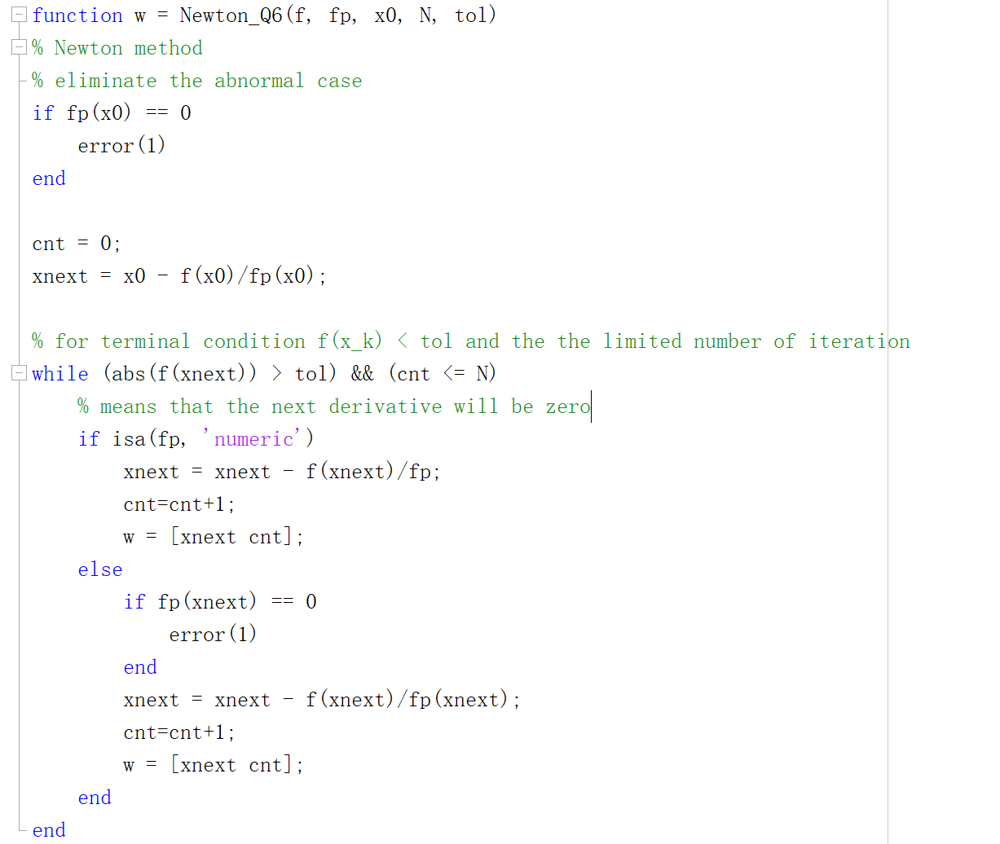 function w = Newton_Q6(f, fp, x0, N, tol)
% Newton method
% eliminate the abnormal case
if fp(x0) == 0
    error(1)
end

cnt = 0;
xnext = x0 - f(x0)/fp(x0);

% for terminal condition f(x_k) < tol and the the limited number of iteration
while (abs(f(xnext)) > tol) && (cnt <= N)
    % means that the next derivative will be zero
    if isa(fp, 'numeric')
        xnext = xnext - f(xnext)/fp;
        cnt=cnt+1;
        w = [xnext cnt];
    else
        if fp(xnext) == 0
            error(1)
        end
        xnext = xnext - f(xnext)/fp(xnext);
        cnt=cnt+1;
        w = [xnext cnt];
    end
end